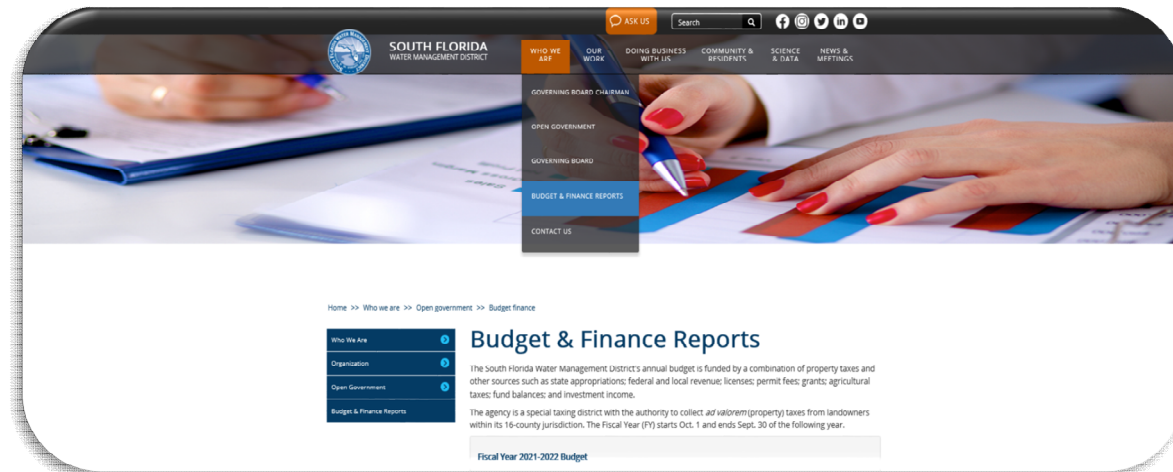 ASK US
Search
SOUTH FLORIDA
WATER MANAGEMENT DISTRICT
WHO WE
ARE
OUR
WORK
DOING BUSINESS
WITH US
COMMUNITY &
RESIDENTS
SCIENCE
& DATA
NEWS &
MEETINGS
GOVERNING BOARD CHAIRMAN
OPEN GOVERNMENT
GOVERNING BOARD
BUDGET & FINANCE REPORTS
CONTACT US
Home >> Who we are >> Open government >> Budget finance
Who We Are
Organization
Open Government
Budget & Finance Reports
Budget & Finance Reports
The South Florida Water Management District's annual budget is funded by a combination of property taxes and
other sources such as state appropriations; federal and local revenue; licenses; permit fees; grants; agricultural
taxes; fund balances; and investment income.
The agency is a special taxing district with the authority to collect ad valorem (property) taxes from landowners
within its 16-county jurisdiction. The Fiscal Year (FY) starts Oct. 1 and ends Sept. 30 of the following year.
Fiscal Year 2021-2022 Budget